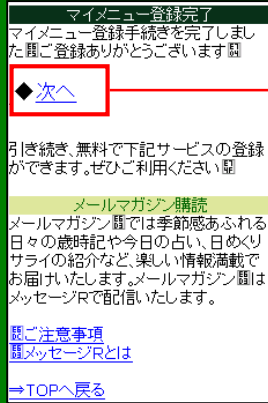 マイメニュー登録完了
マイメニュー登録手続きを完了しまし
た ご登録ありがとうございます
◆次へ
引き続き、無料で下記サービスの登録
ができます。ぜひご利用ください
メールマガジン購読
メールマガジン では季節感あふれる
日々の歳時記や今日の占い、日めくり
サライの紹介など、楽しい情報満載で
お届けいたします。メールマガジン は
メッセージRで配信いたします。
ご注意事項
メッセージRとは
⇒TOPへ戻る